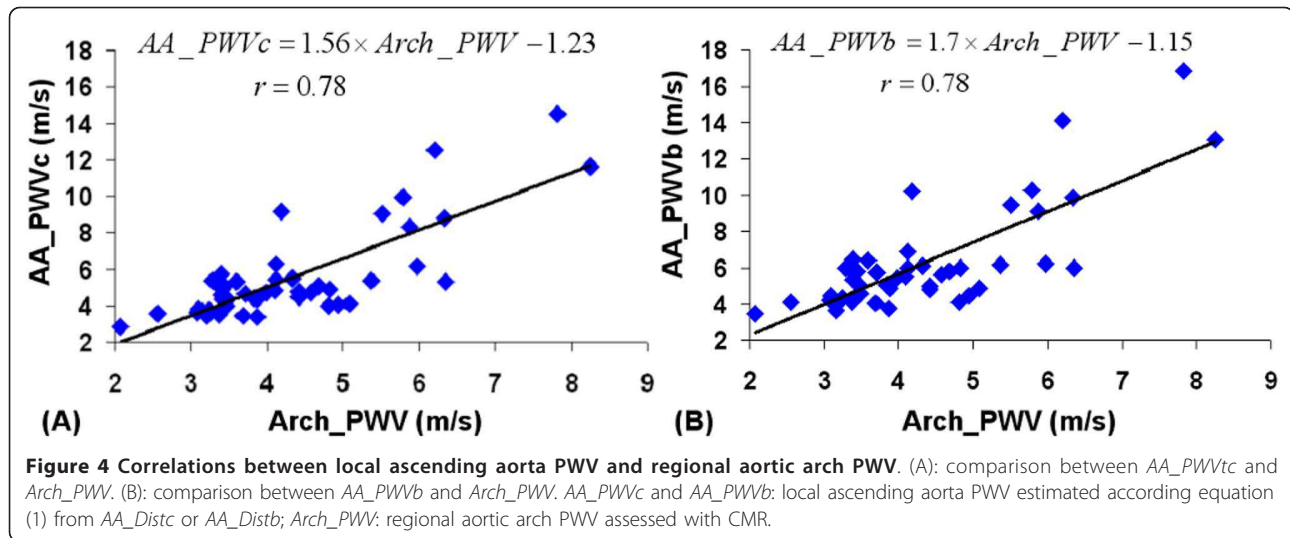 AA_PWVc = 1.56 × Arch_PWV − 1.23
r = 0.78
18
16
14
12
10
8
6
4
2
AA_PWVc (m/s)
2 3 4 5 6 7 8 9
(A) Arch_PWV (m/s)
AA_PWVb = 1.7 × Arch_PWV − 1.15
r = 0.78
18
16
14
12
10
8
6
4
2
AA_PWVb (m/s)
2 3 4 5 6 7 8 9
(B) Arch_PWV (m/s)
Figure 4 Correlations between local ascending aorta PWV and regional aortic arch PWV. (A): comparison between AA_PWVtc and
Arch_PWV. (B): comparison between AA_PWVb and Arch_PWV. AA_PWVc and AA_PWVb: local ascending aorta PWV estimated according equation
(1) from AA_Distc or AA_Distb; Arch_PWV: regional aortic arch PWV assessed with CMR.